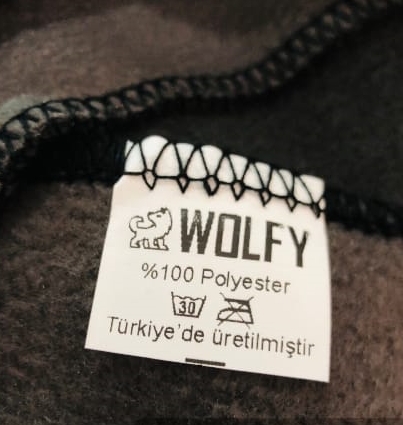 WOLFY
%100 Polyester
30
Türkiye'de üretilmiştir